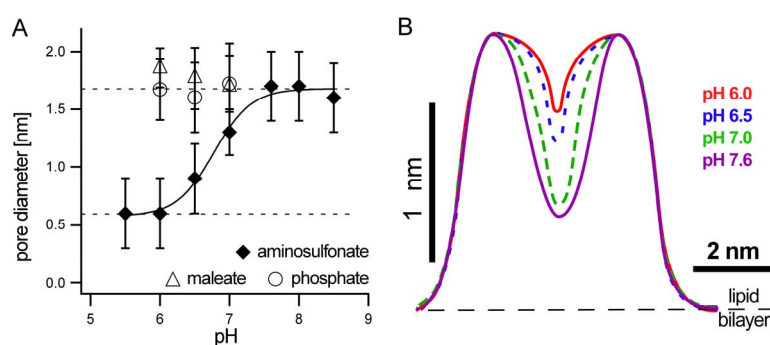 A
pore diameter [nm]
2.0
1.5
1.0
0.5
0.0
aminosulfonate
maleate
phosphate
5
6
7
8
9
pH
B
1 nm
pH 6.0
pH 6.5
pH 7.0
pH 7.6
2 nm
lipid
bilayer